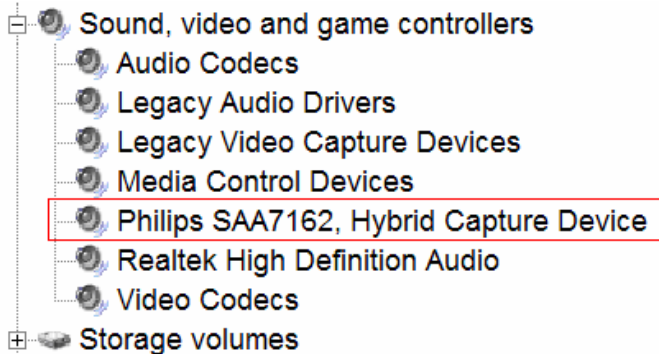 Sound, video and game controllers
Audio Codecs
Legacy Audio Drivers
Legacy Video Capture Devices
Media Control Devices
Philips SAA7162, Hybrid Capture Device
Realtek High Definition Audio
Video Codecs
Storage volumes